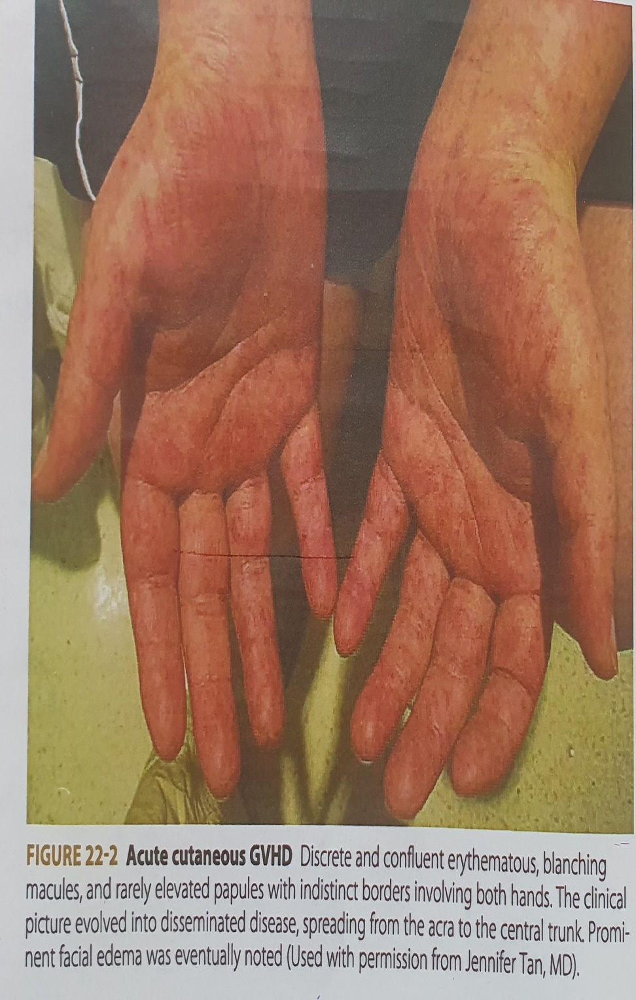 FIGURE 22-2 Acute cutaneous GVHD Discrete and confluent erythematous, blanching
macules, and rarely elevated papules with indistinct borders involving both hands. The clinical
picture evolved into disseminated disease, spreading from the acra to the central trunk. Promi-
nent facial edema was eventually noted (Used with permission from Jennifer Tan, MD).